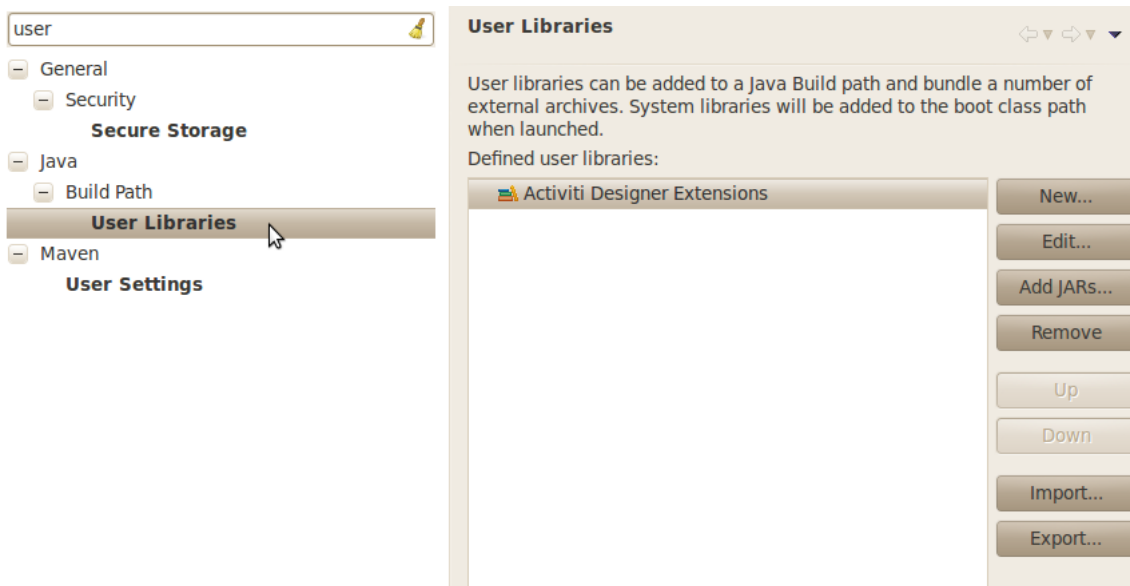 user
General
Security
Secure Storage
Java
Build Path
User Libraries
Maven
User Settings
User Libraries
User libraries can be added to a Java Build path and bundle a number of
external archives. System libraries will be added to the boot class path
when launched.
Defined user libraries:
Activiti Designer Extensions
New...
Edit...
Add JARs...
Remove
Up
Down
Import...
Export...